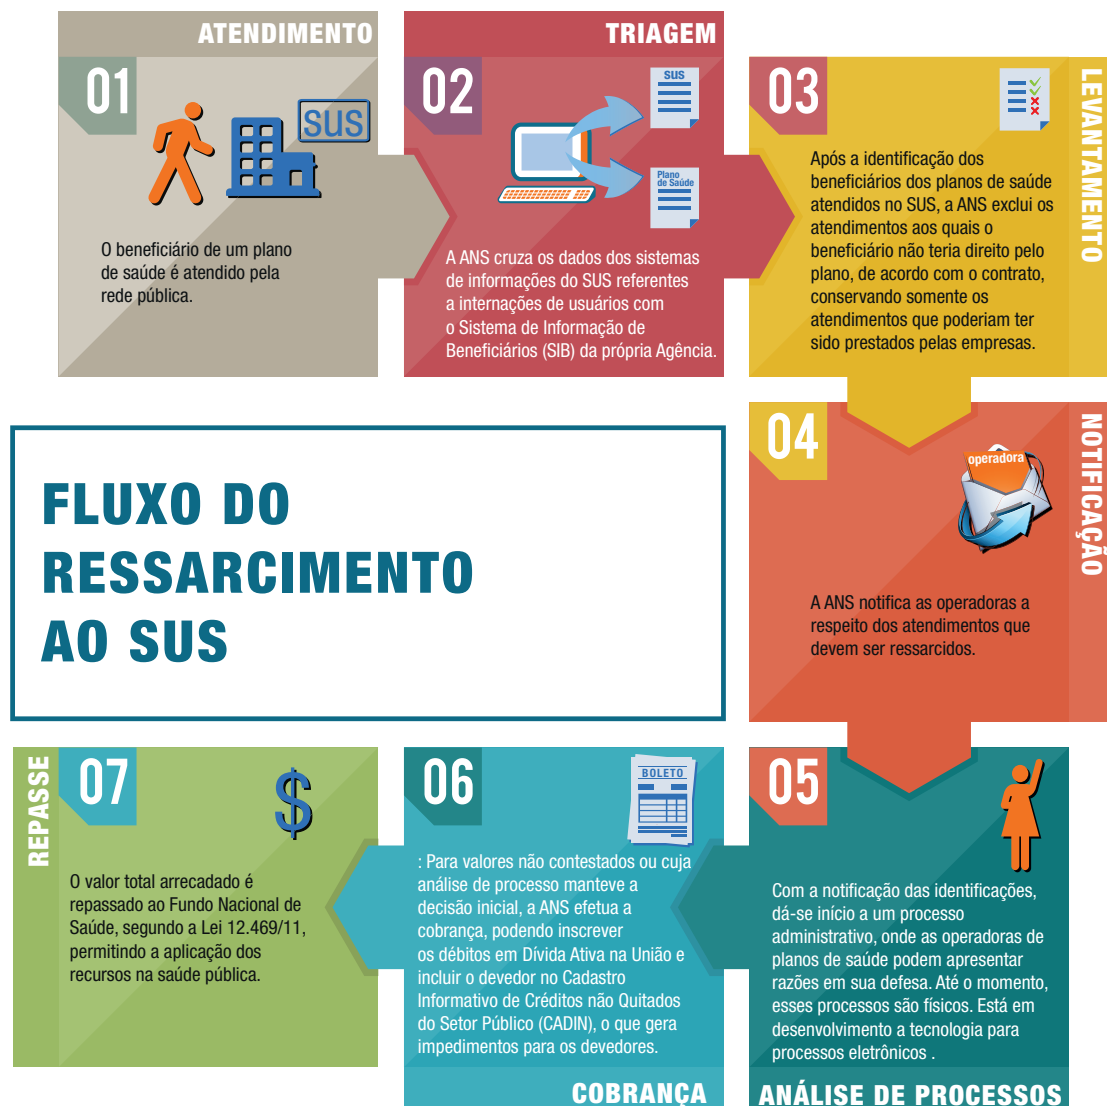 ATENDIMENTO
01
SUS
O beneficiário de um plano
de saúde é atendido pela
rede pública.
TRIAGEM
02
SUS
Plano
de Saúde
A ANS cruza os dados dos sistemas
de informações do SUS referentes
a internações de usuários com
o Sistema de Informação de
Beneficiários (SIB) da própria Agência.
LEVANTAMENTO
03
Após a identificação dos
beneficiários dos planos de saúde
atendidos no SUS, a ANS exclui os
atendimentos aos quais o
beneficiário não teria direito pelo
plano, de acordo com o contrato,
conservando somente os
atendimentos que poderiam ter
sido prestados pelas empresas.
FLUXO DO
RESSARCIMENTO
AO SUS
NOTIFICAÇÃO
04
operadora
A ANS notifica as operadoras a
respeito dos atendimentos que
devem ser ressarcidos.
05
Com a notificação das identificações,
dá-se início a um processo
administrativo, onde as operadoras de
planos de saúde podem apresentar
razões em sua defesa. Até o momento,
esses processos são físicos. Está em
desenvolvimento a tecnologia para
processos eletrônicos .
ANÁLISE DE PROCESSOS
06
BOLETO
: Para valores não contestados ou cuja
análise de processo manteve a
decisão inicial, a ANS efetua a
cobrança, podendo inscrever
os débitos em Dívida Ativa na União e
incluir o devedor no Cadastro
Informativo de Créditos não Quitados
do Setor Público (CADIN), o que gera
impedimentos para os devedores.
COBRANÇA
REPASSE
07
$
O valor total arrecadado é
repassado ao Fundo Nacional de
Saúde, segundo a Lei 12.469/11,
permitindo a aplicação dos
recursos na saúde pública.